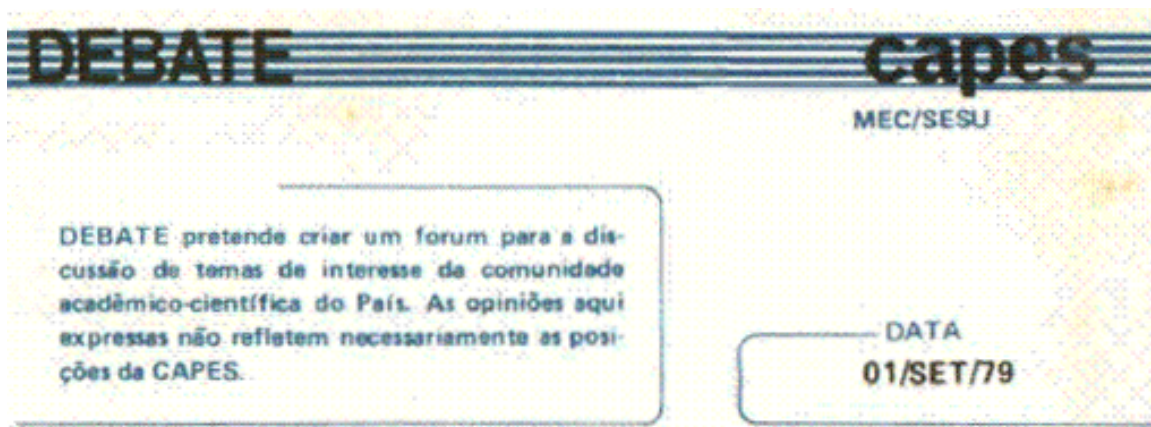 DEBATE
capes
MEC/SESU
DEBATE pretende criar um forum para a dis-
cussão de temas de interesse da comunidade
acadêmico-científica do País. As opiniões aqui
expressas não refletem necessariamente as posi-
ções da CAPES.
DATA
01/SET/79